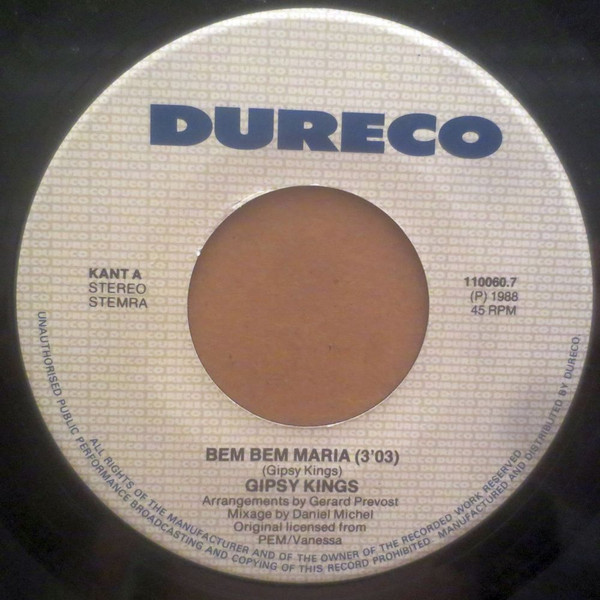 DURECO
KANT A
STEREO
STEMRA
110060.7
(P) 1988
45 RPM
BEM BEM MARIA (3'03)
(Gipsy Kings)
GIPSY KINGS
Arrangements by Gerard Prevost
Mixage by Daniel Michel
Original licensed from
PEM/Vanessa
ALL RIGHTS OF THE MANUFACTURER AND OF THE OWNER OF THE RECORDED WORK RESERVED
UNAUTHORISED PUBLIC PERFORMANCE BROADCASTING AND COPYING OF THIS RECORD PROHIBITED. MANUFACTURED AND DISTRIBUTED BY DURECO.